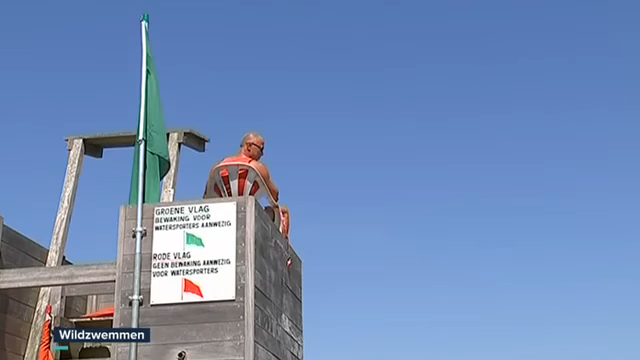 GROENE VLAG
BEWAKING VOOR
WATERSPORTERS AANWEZIG
RODE VLAG
GEEN BEWAKING AANWEZIG
VOOR WATERSPORTERS
Wildzwemmen